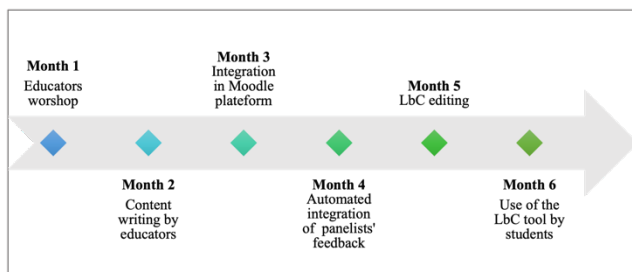 Month 1
Educators
worshop
Month 2
Content
writing by
educators
Month 3
Integration
in Moodle
plateform
Month 4
Automated
integration
of panelists'
feedback
Month 5
LbC editing
Month 6
Use of the
LbC tool by
students